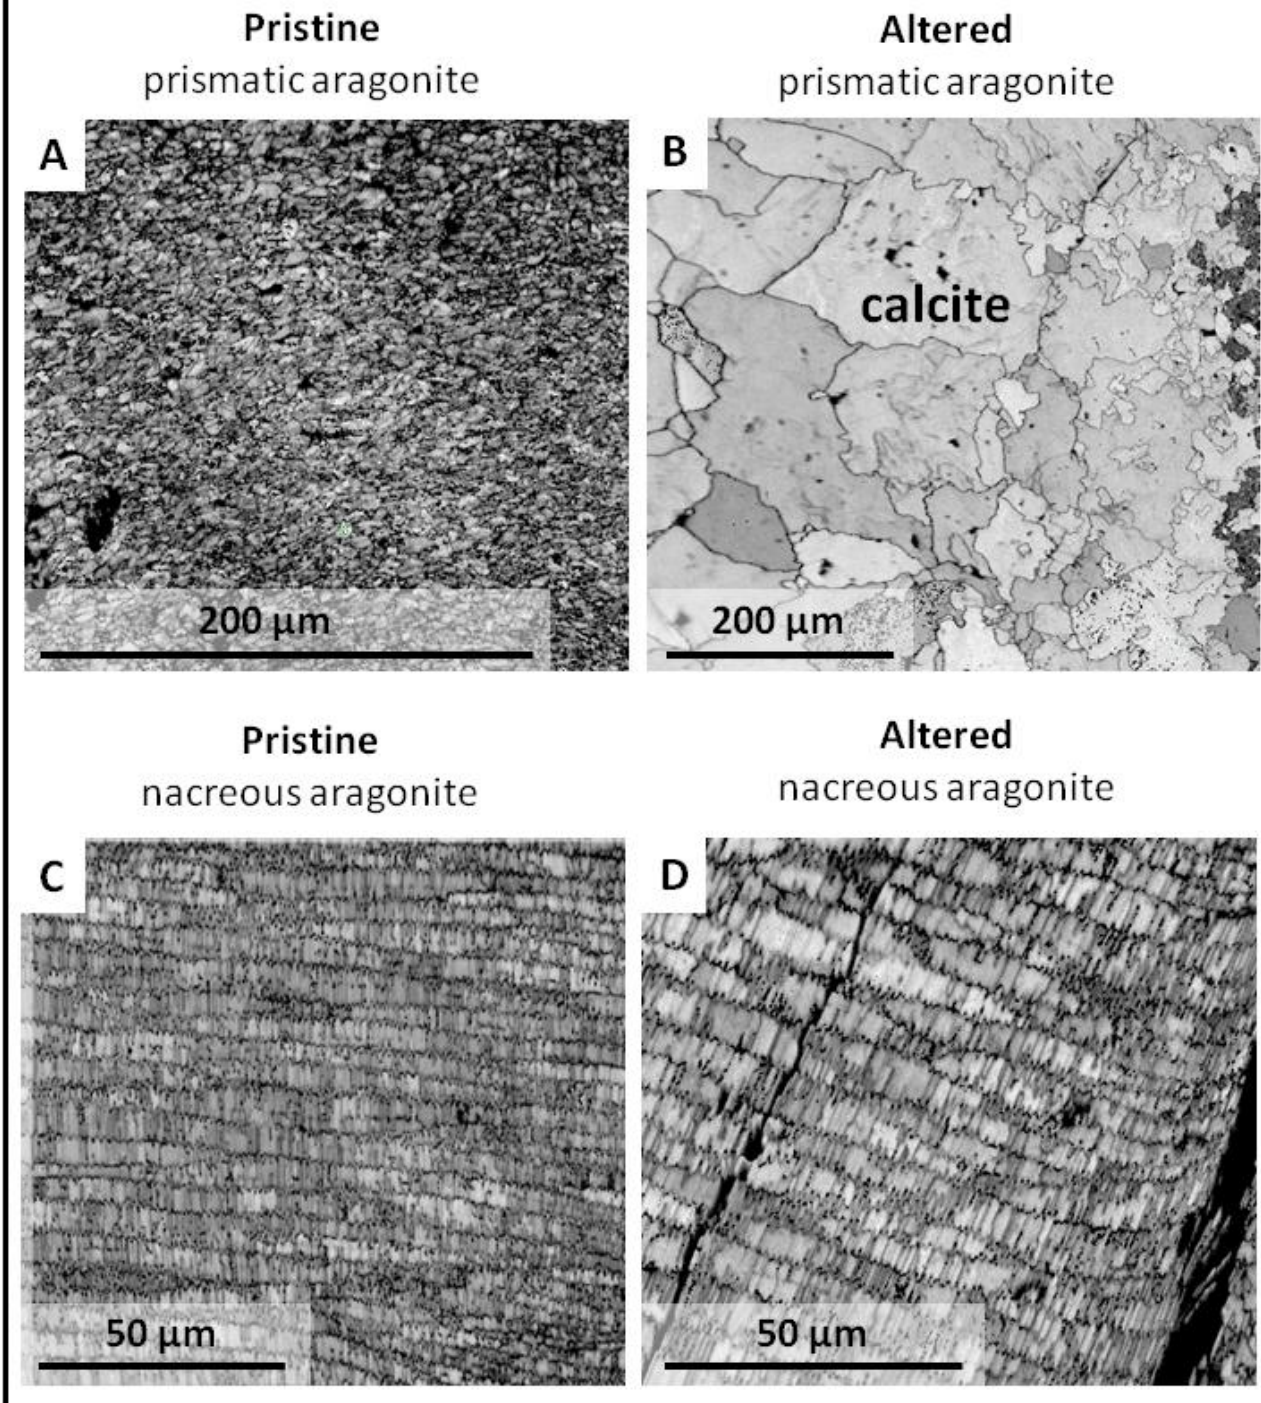 Pristine
prismatic aragonite
Altered
prismatic aragonite
A
B
calcite
200 µm
200 µm
Pristine
nacreous aragonite
Altered
nacreous aragonite
C
D
50 µm
50 µm